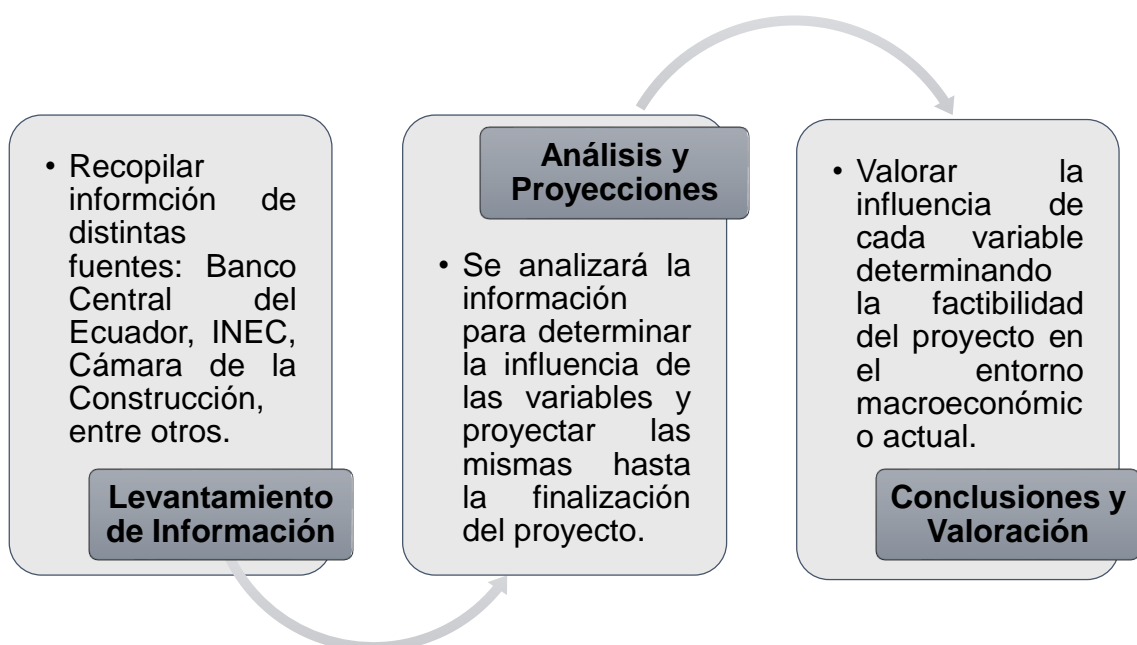 • Recopilar
informción de
distintas
fuentes: Banco
Central del
Ecuador, INEC,
Cámara de la
Construcción,
entre otros.
Levantamiento
de Información
Análisis y
Proyecciones
• Se analizará la
información
para determinar
la influencia de
las variables y
proyectar las
mismas hasta
la finalización
del proyecto.
• Valorar la
influencia de
cada variable
determinando
la factibilidad
del proyecto en
el entorno
macroeconómic
o actual.
Conclusiones y
Valoración